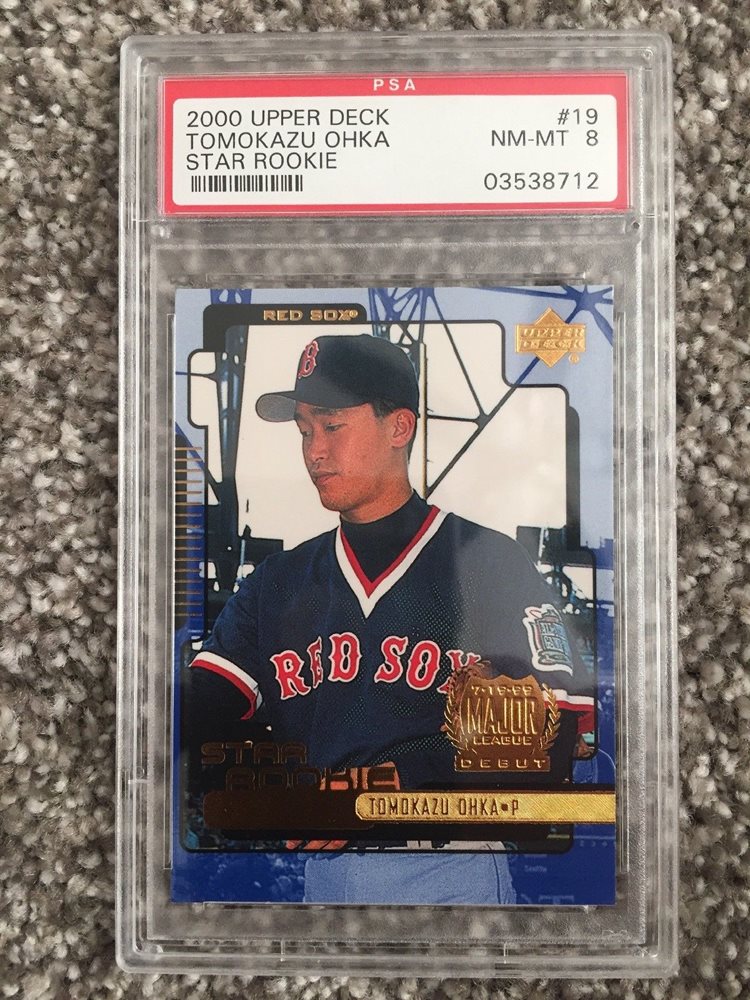 PSA
2000 UPPER DECK #19
TOMOKAZU OHKA NM-MT 8
STAR ROOKIE
03538712
RED SOX®
UPPER
DECK
®
B
RED SOX
7-19-99
MAJOR
LEAGUE
DEBUT
STAR
ROOKIE
TOMOKAZU OHKA•P